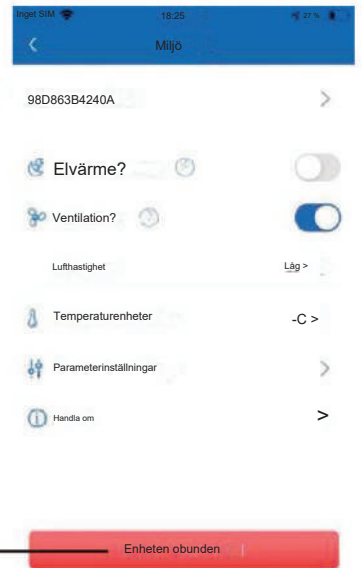 Inget SIM 18:25 27 %
Miljö
98D863B4240A
Elvärme?
Ventilation?
Lufthastighet Låg >
Temperaturenheter -C >
Parameterinställningar
Handla om >
Enheten obunden